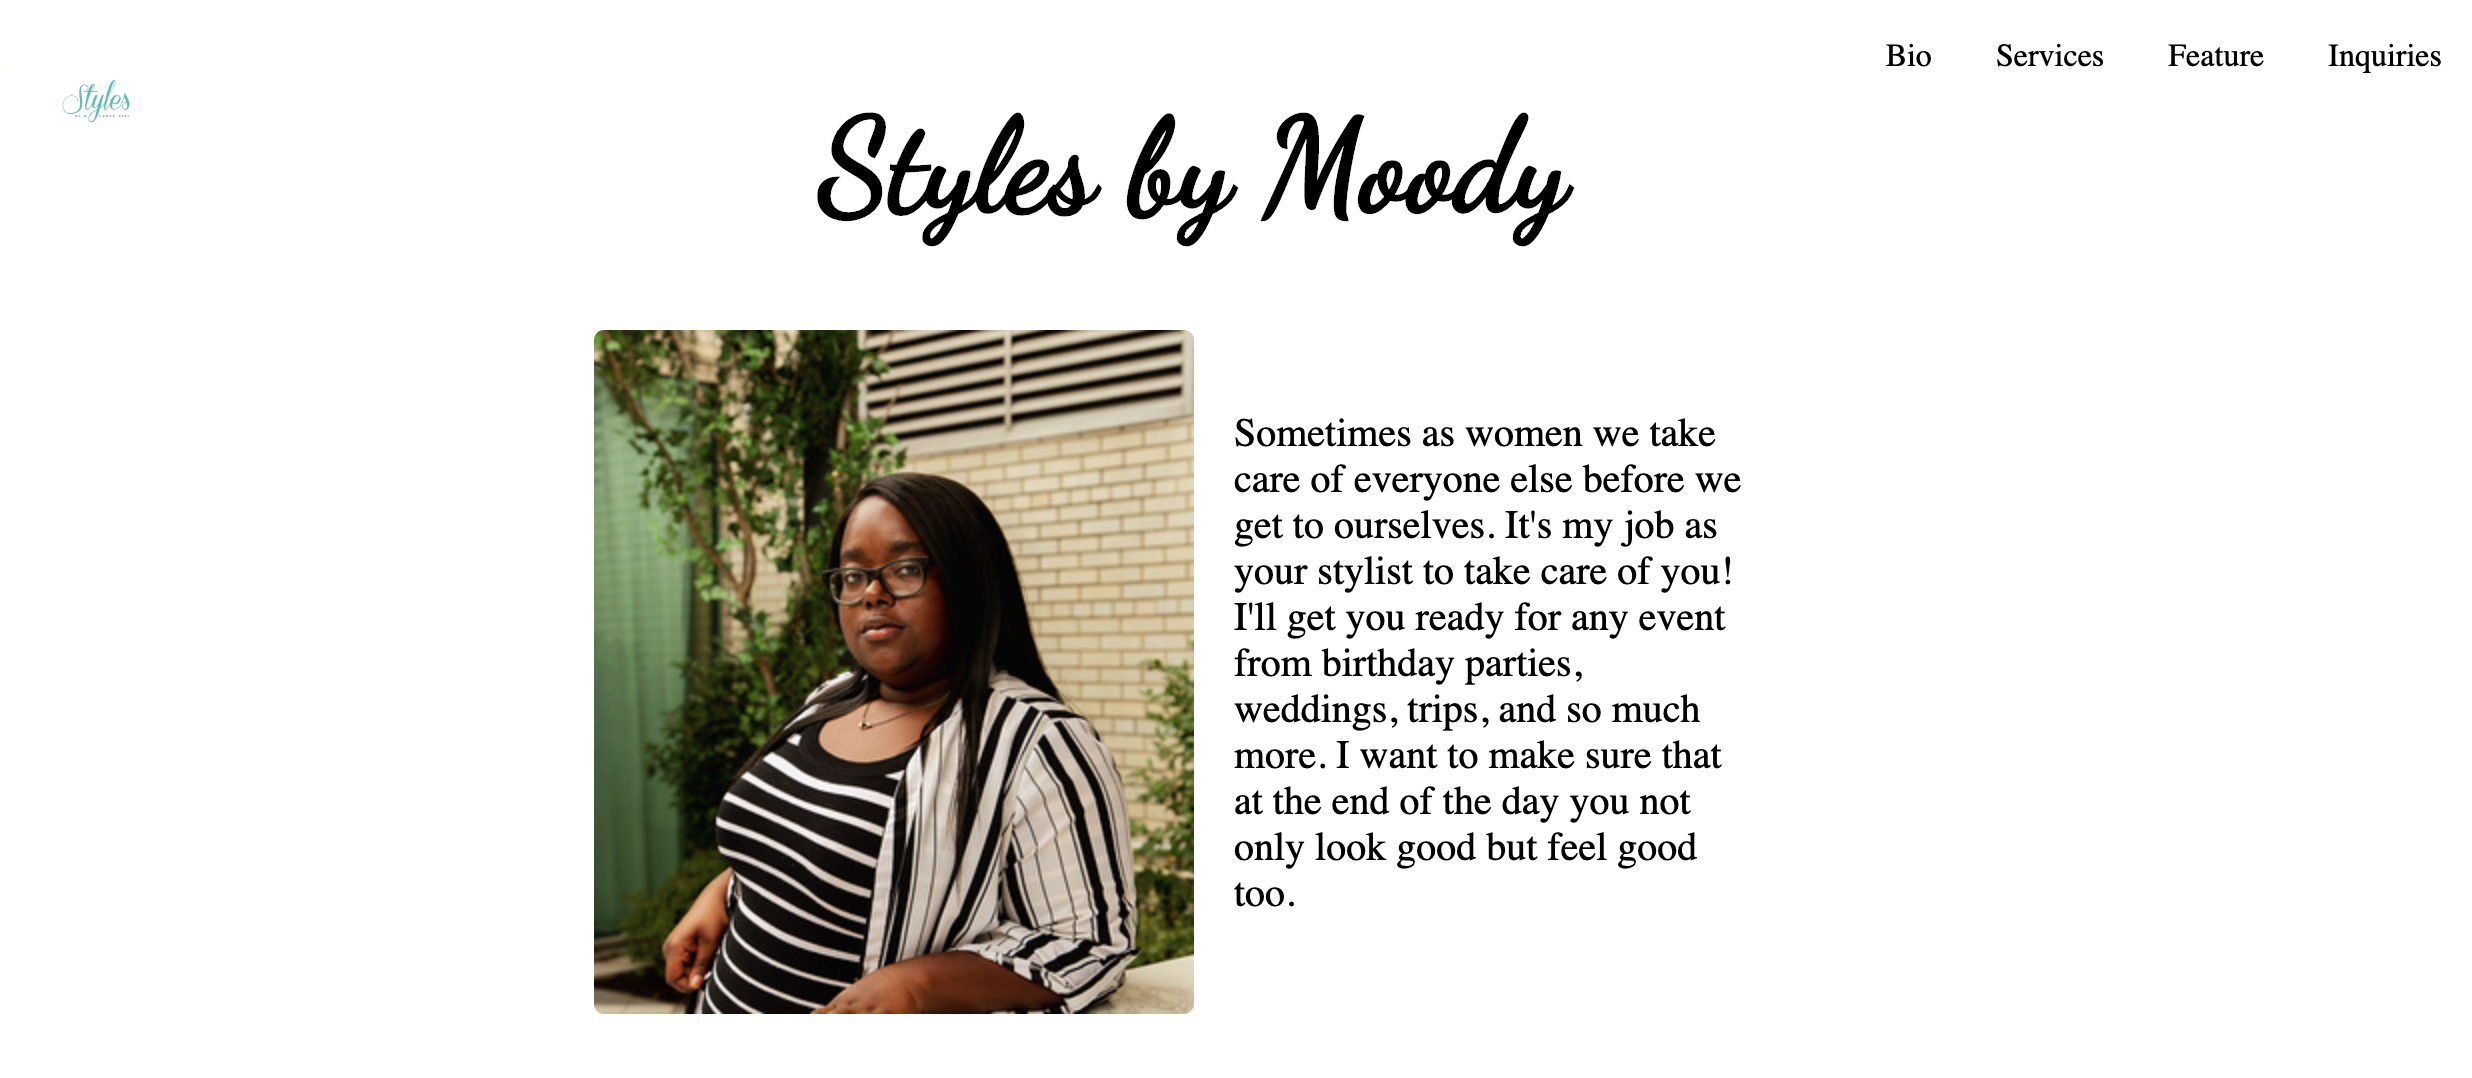 Bio Services Feature Inquiries
Styles
Styles by Moody
Sometimes as women we take
care of everyone else before we
get to ourselves. It's my job as
your stylist to take care of you!
I'll get you ready for any event
from birthday parties,
weddings, trips, and so much
more. I want to make sure that
at the end of the day you not
only look good but feel good
too.